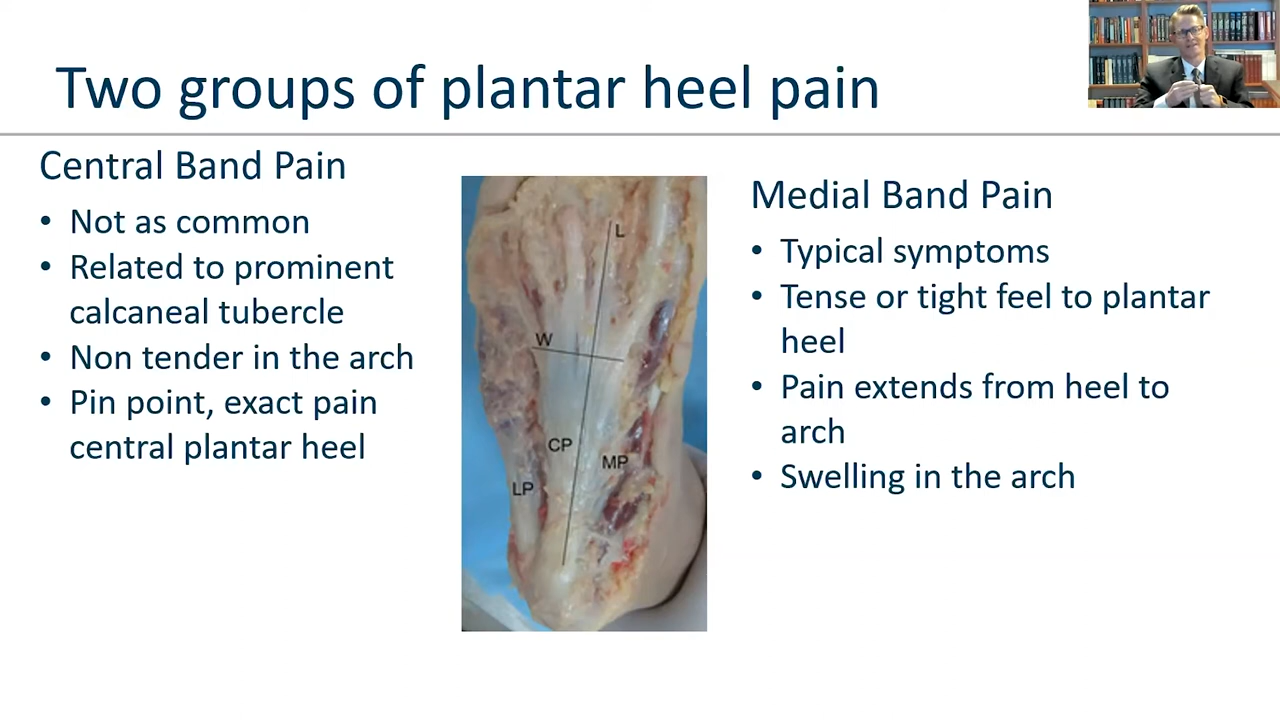 Two groups of plantar heel pain
Central Band Pain
• Not as common
• Related to prominent
calcaneal tubercle
• Non tender in the arch
• Pin point, exact pain
central plantar heel
L
W
CP
MP
LP
Medial Band Pain
• Typical symptoms
• Tense or tight feel to plantar
heel
• Pain extends from heel to
arch
• Swelling in the arch